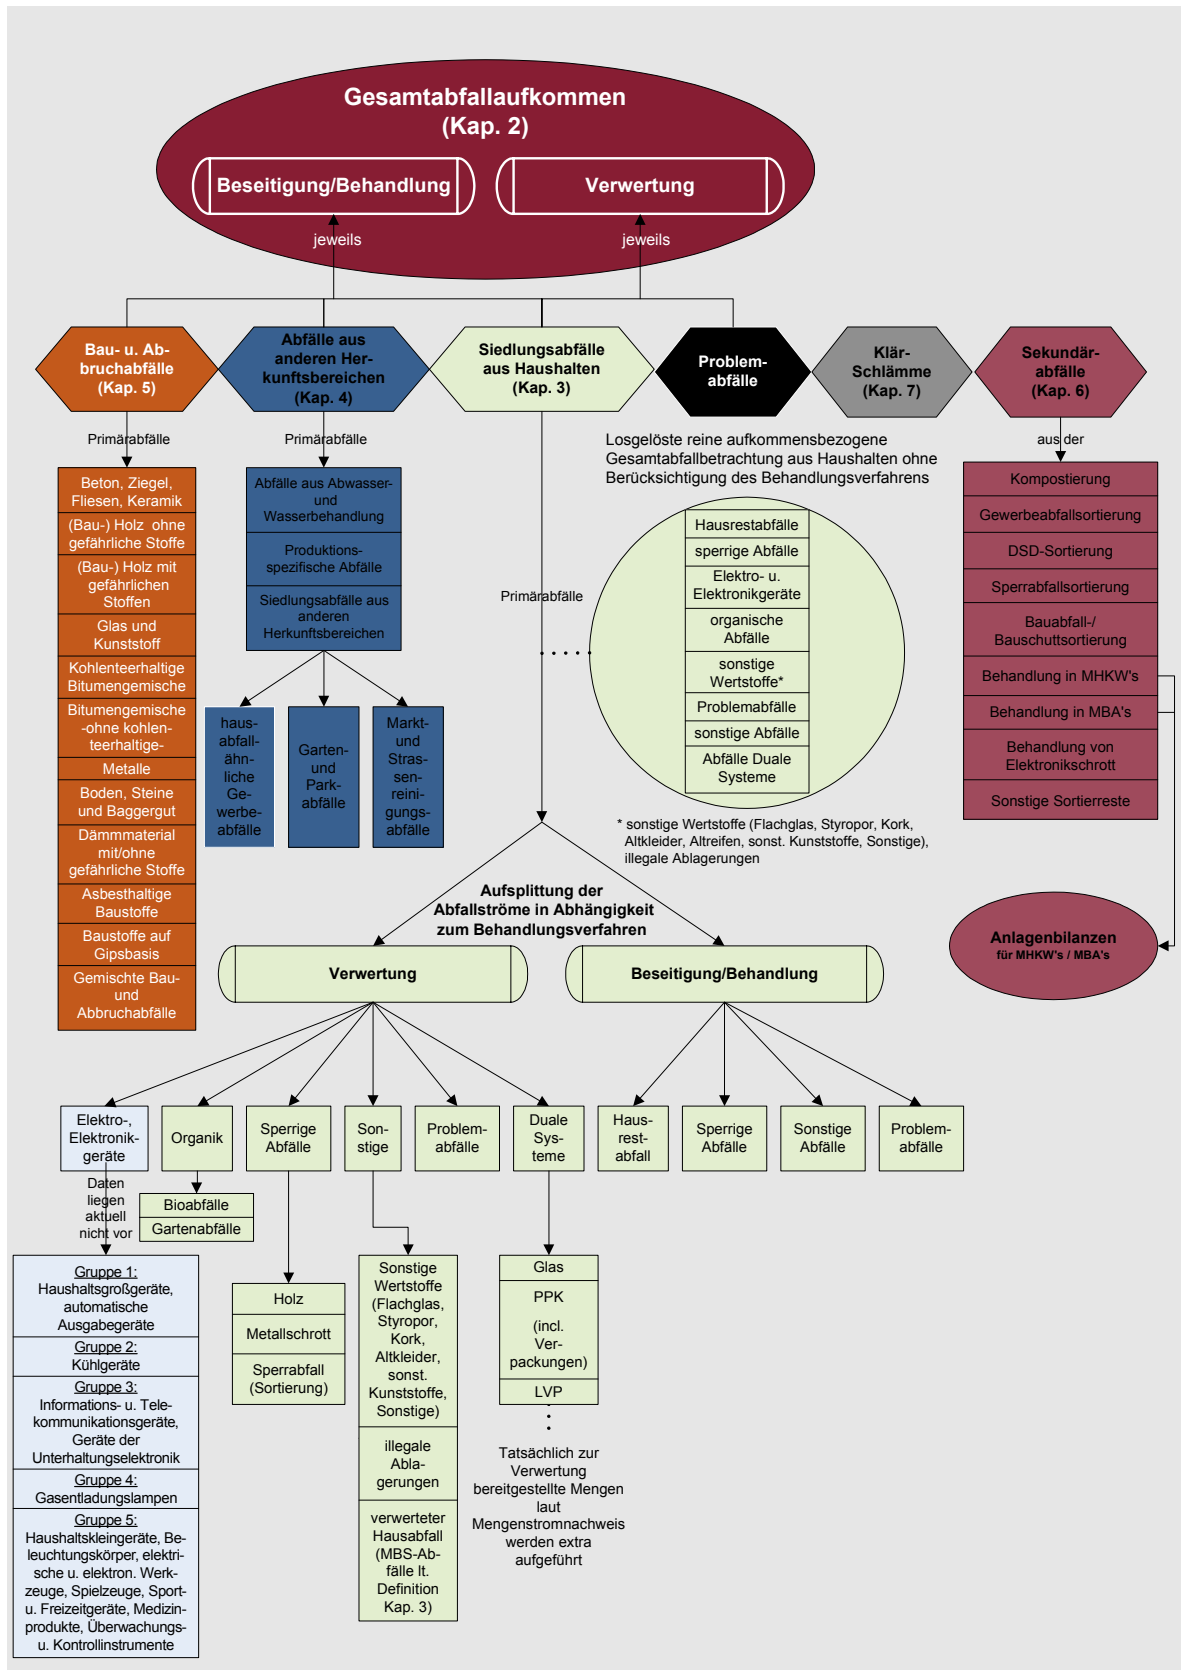 Gesamtabfallaufkommen
(Kap. 2)
Beseitigung/Behandlung
Verwertung
jeweils
jeweils
Bau- u. Ab-
bruchabfälle
(Kap. 5)
Abfälle aus
anderen Her-
kunftsbereichen
(Kap. 4)
Siedlungsabfälle
aus Haushalten
(Kap. 3)
Problem-
abfälle
Klär-
Schlämme
(Kap. 7)
Sekundär-
abfälle
(Kap. 6)
Primärabfälle
Beton, Ziegel,
Fliesen, Keramik
(Bau-) Holz ohne
gefährliche Stoffe
(Bau-) Holz mit
gefährlichen
Stoffen
Glas und
Kunststoff
Kohlenteerhaltige
Bitumengemische
Bitumengemische
-ohne kohlen-
teerhaltige-
Metalle
Boden, Steine
und Baggergut
Dämmmaterial
mit/ohne
gefährliche Stoffe
Asbesthaltige
Baustoffe
Baustoffe auf
Gipsbasis
Gemischte Bau-
und
Abbruchabfälle
Primärabfälle
Abfälle aus Abwasser-
und
Wasserbehandlung
Produktions-
spezifische Abfälle
Siedlungsabfälle aus
anderen
Herkunftsbereichen
haus-
abfall-
ähn-
liche
Ge-
werbe-
abfälle
Garten-
und
Park-
abfälle
Markt-
und
Stras-
sen-
reini-
gungs-
abfälle
Primärabfälle
Losgelöste reine aufkommensbezogene
Gesamtabfallbetrachtung aus Haushalten ohne
Berücksichtigung des Behandlungsverfahrens
Hausrestabfälle
sperrige Abfälle
Elektro- u.
Elektronikgeräte
organische
Abfälle
sonstige
Wertstoffe*
Problemabfälle
sonstige Abfälle
Abfälle Duale
Systeme
* sonstige Wertstoffe (Flachglas, Styropor, Kork,
Altkleider, Altreifen, sonst. Kunststoffe, Sonstige),
illegale Ablagerungen
aus der
Kompostierung
Gewerbeabfallsortierung
DSD-Sortierung
Sperrabfallsortierung
Bauabfall-/
Bauschuttsortierung
Behandlung in MHKW's
Behandlung in MBA's
Behandlung von
Elektronikschrott
Sonstige Sortierreste
Anlagenbilanzen
für MHKW's / MBA's
Aufsplittung der
Abfallströme in Abhängigkeit
zum Behandlungsverfahren
Verwertung
Beseitigung/Behandlung
Elektro-,
Elektronik-
geräte
Organik
Sperrige
Abfälle
Son-
stige
Problem-
abfälle
Duale
Sys-
teme
Haus-
rest-
abfall
Sperrige
Abfälle
Sonstige
Abfälle
Problem-
abfälle
Daten
liegen
aktuell
nicht vor
Bioabfälle
Gartenabfälle
Gruppe 1:
Haushaltsgroßgeräte,
automatische
Ausgabegeräte
Gruppe 2:
Kühlgeräte
Gruppe 3:
Informations- u. Tele-
kommunikationsgeräte,
Geräte der
Unterhaltungselektronik
Gruppe 4:
Gasentladungslampen
Gruppe 5:
Haushaltskleingeräte, Be-
leuchtungskörper, elektri-
sche u. elektron. Werk-
zeuge, Spielzeuge, Sport-
u. Freizeitgeräte, Medizin-
produkte, Überwachungs-
u. Kontrollinstrumente
Holz
Metallschrott
Sperrabfall
(Sortierung)
Sonstige
Wertstoffe
(Flachglas,
Styropor,
Kork,
Altkleider,
sonst.
Kunststoffe,
Sonstige)
illegale
Abla-
gerungen
verwerteter
Hausabfall
(MBS-Ab-
fälle lt.
Definition
Kap. 3)
Glas
PPK
(incl.
Ver-
packungen)
LVP
Tatsächlich zur
Verwertung
bereitgestellte Mengen
laut
Mengenstromnachweis
werden extra
aufgeführt